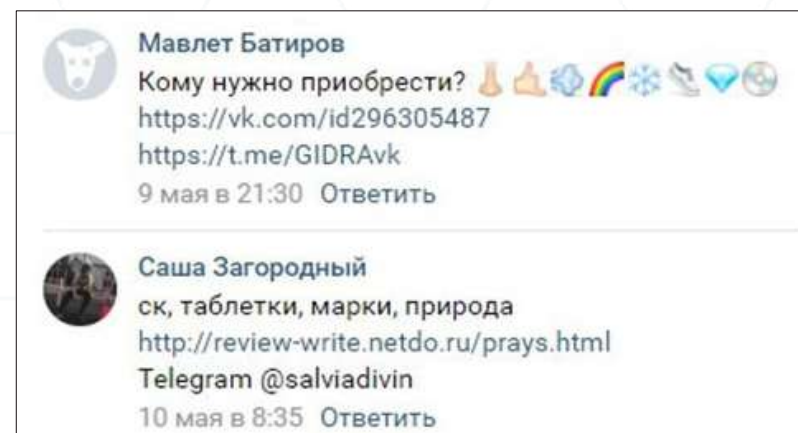 Мавлет Батиров
Кому нужно приобрести? 👃🤙💨🌈❄️👟💎💿
https://vk.com/id296305487
https://t.me/GIDRAvk
9 мая в 21:30 Ответить
Саша Загородный
ск, таблетки, марки, природа
http://review-write.netdo.ru/prays.html
Telegram @salviadivin
10 мая в 8:35 Ответить